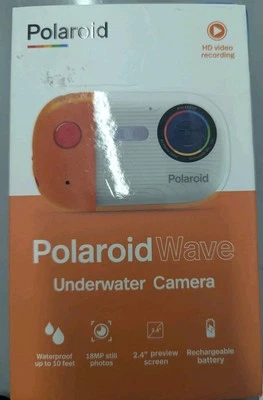 Polaroid
HD video
recording
Polaroid
Polaroid Wave
Underwater Camera
Waterproof
up to 10 feet
18MP still
photos
2.4" preview
screen
Rechargeable
battery